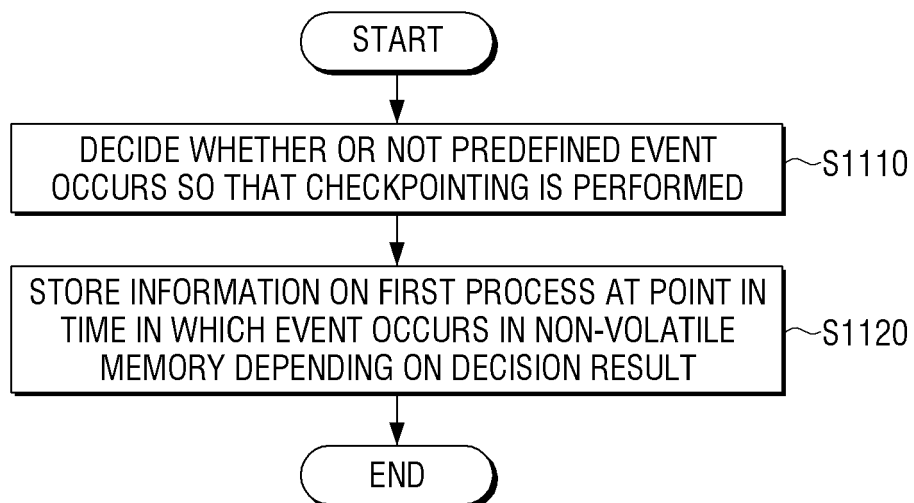 START
DECIDE WHETHER OR NOT PREDEFINED EVENT
OCCURS SO THAT CHECKPOINTING IS PERFORMED
S1110
STORE INFORMATION ON FIRST PROCESS AT POINT IN
TIME IN WHICH EVENT OCCURS IN NON-VOLATILE
MEMORY DEPENDING ON DECISION RESULT
S1120
END